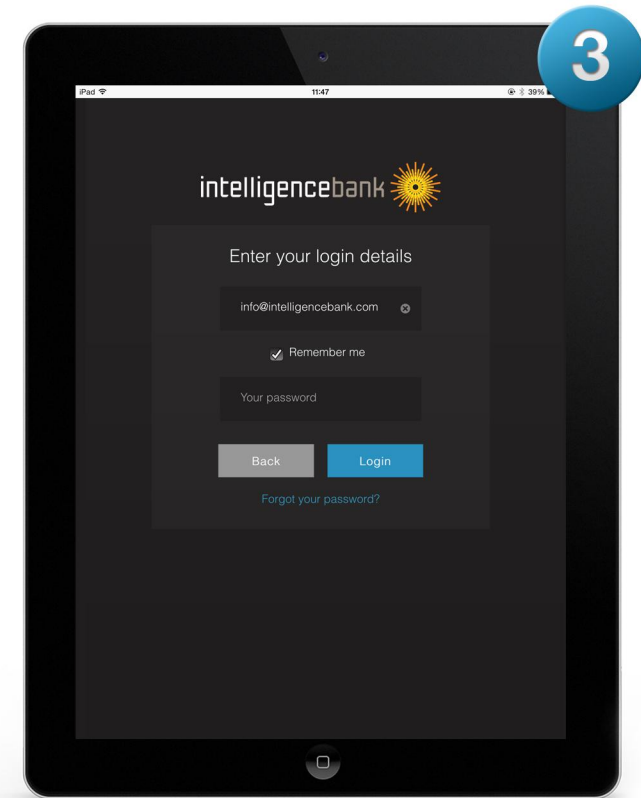 3
iPad 11:47 39%
intelligencebank
Enter your login details
info@intelligencebank.com
Remember me
Your password
Back Login
Forgot your password?